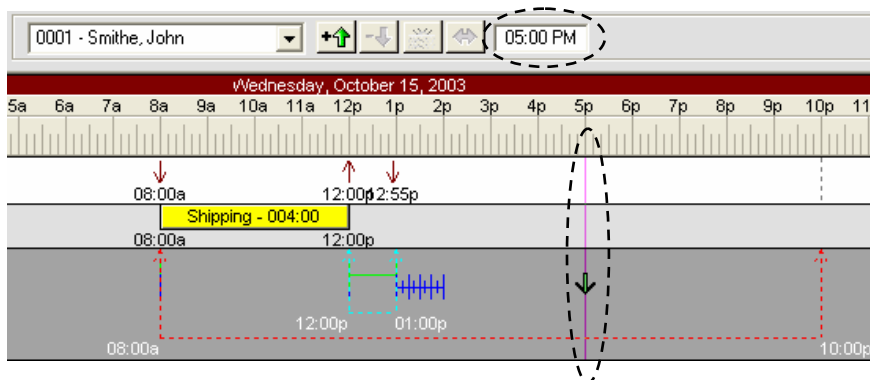 0001 - Smithe, John 05:00 PM
Wednesday, October 15, 2003
5a 6a 7a 8a 9a 10a 11a 12p 1p 2p 3p 4p 5p 6p 7p 8p 9p 10p 11
08:00a 12:00p 12:55p
Shipping - 004:00
08:00a 12:00p
12:00p 01:00p
08:00a 10:00p